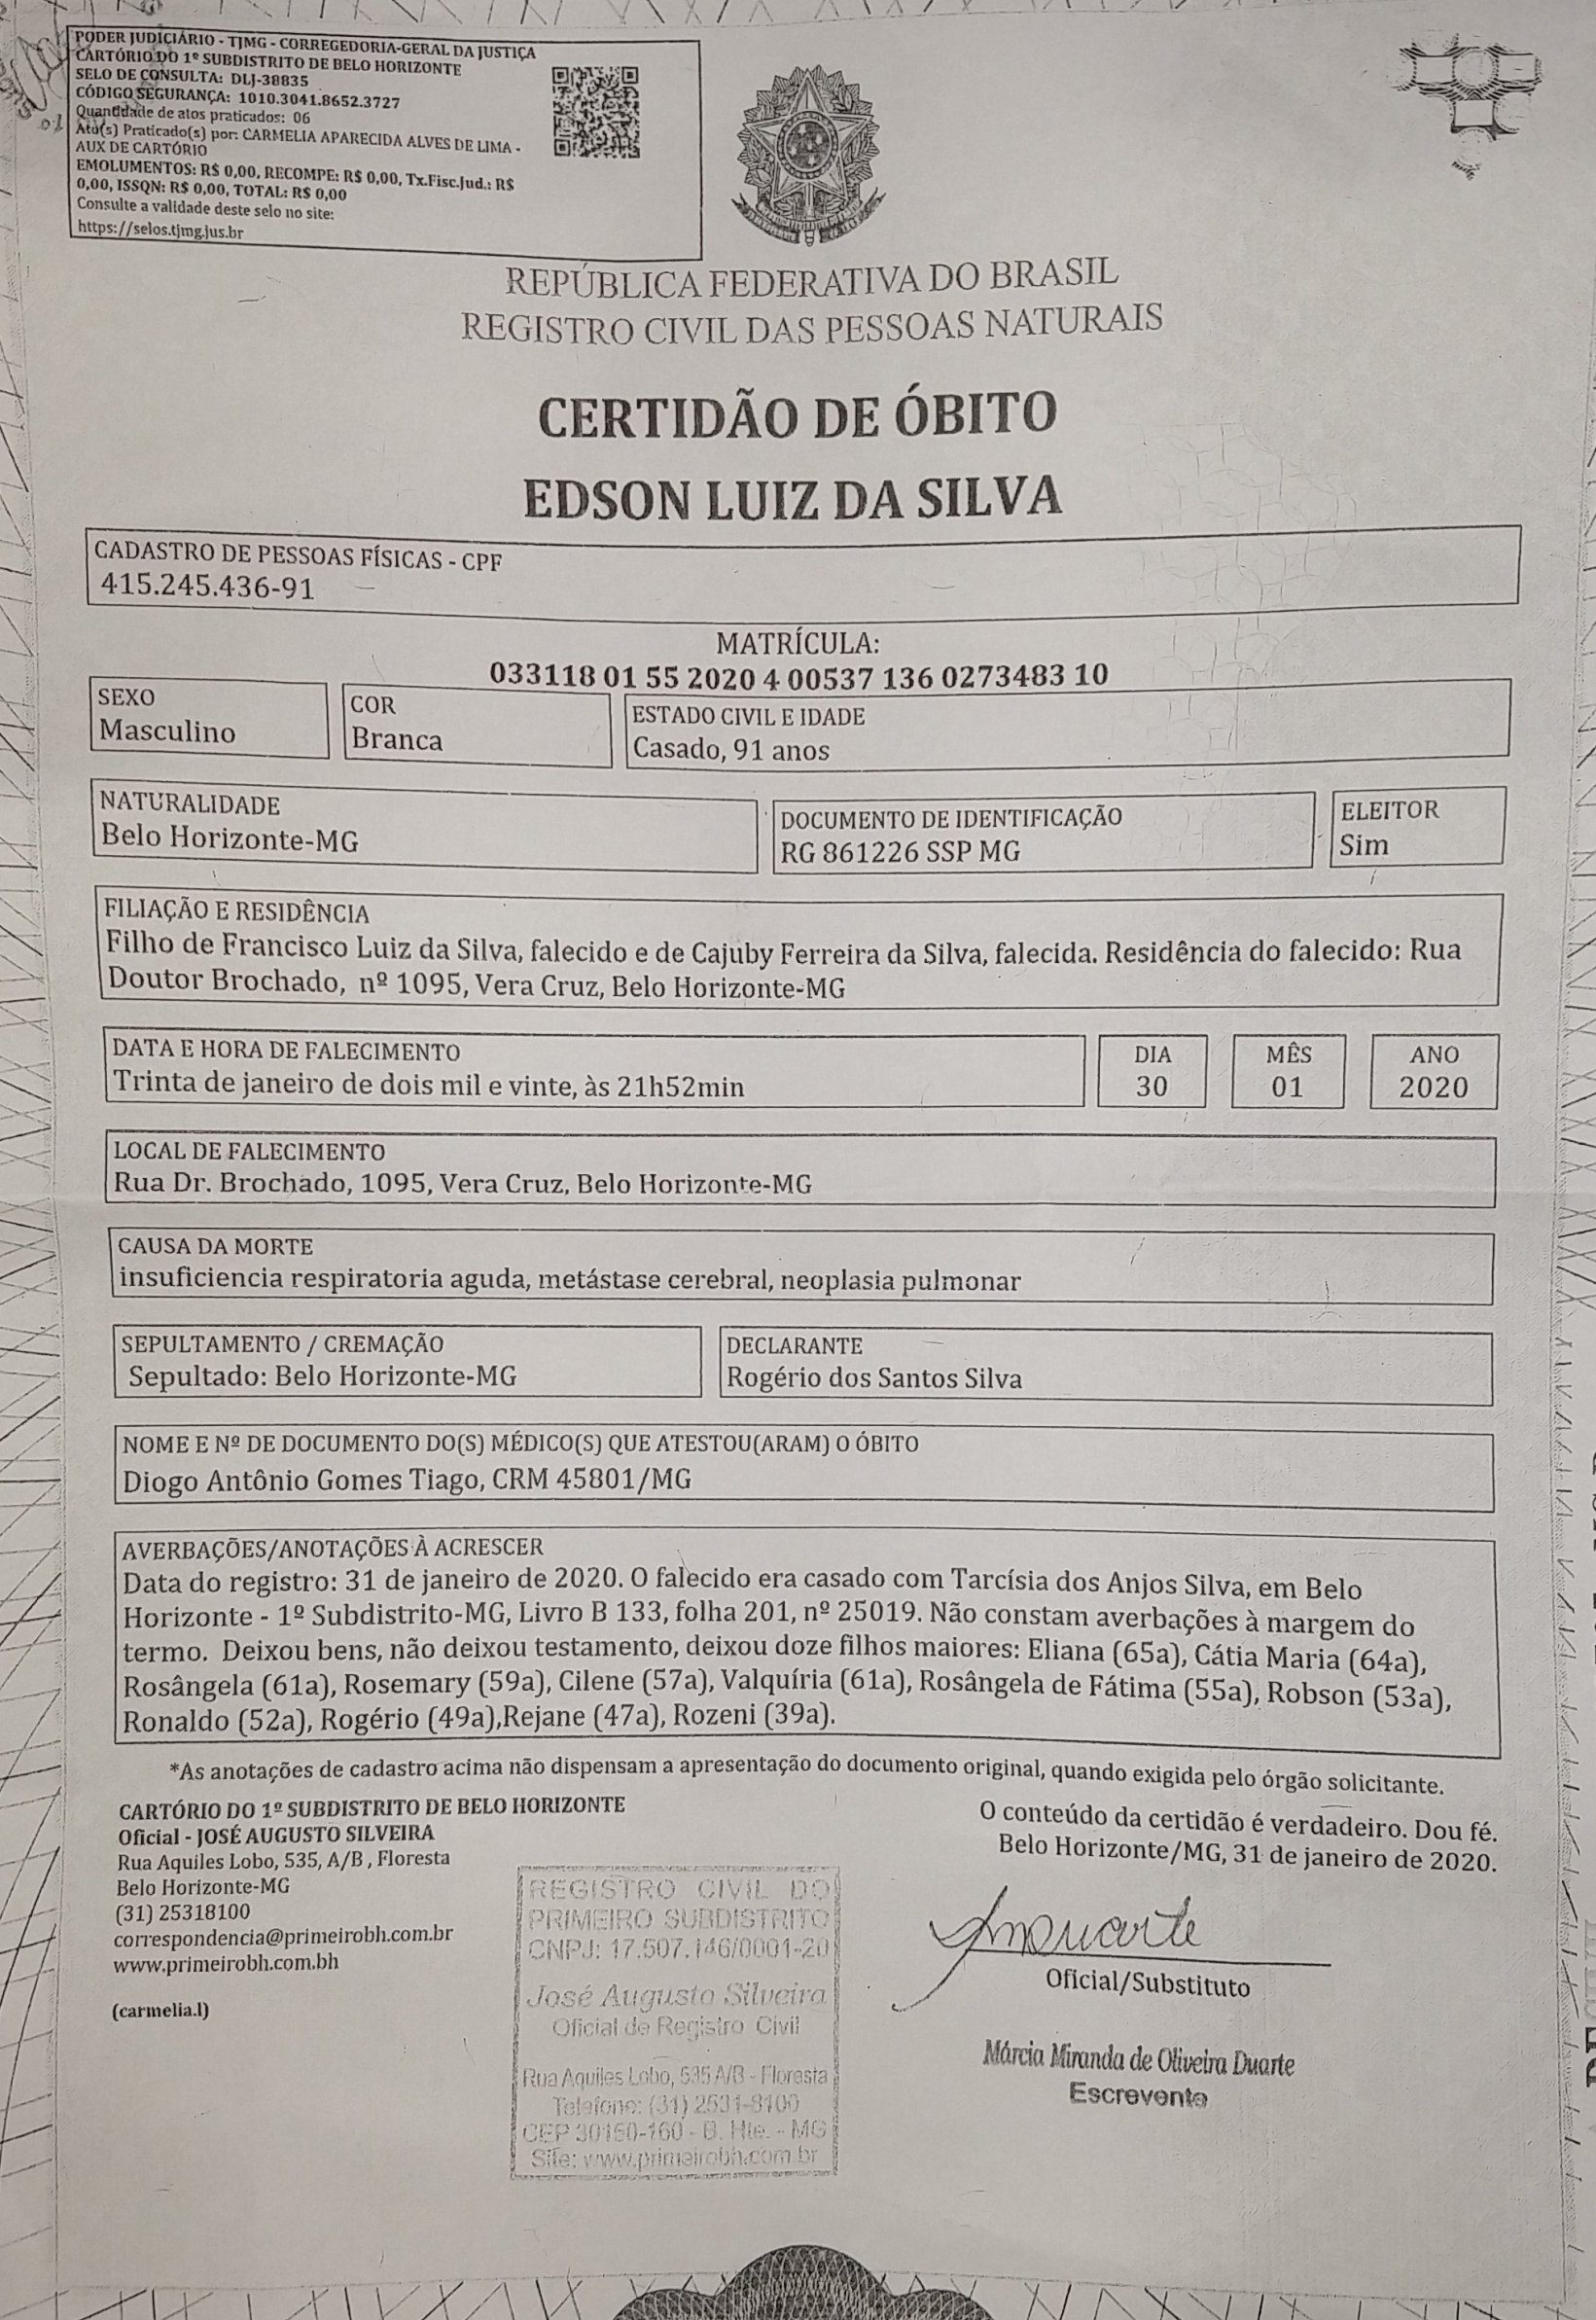 PODER JUDICIÁRIO - TJMG - CORREGEDORIA-GERAL DA JUSTIÇA
CARTÓRIO DO 1º SUBDISTRITO DE BELO HORIZONTE
SELO DE CONSULTA: DLJ-38835
CÓDIGO SEGURANÇA: 1010.3041.8652.3727
Quantidade de atos praticados: 06
Ato(s) Praticado(s) por: CARMELIA APARECIDA ALVES DE LIMA -
AUX DE CARTÓRIO
EMOLUMENTOS: R$ 0,00, RECOMPE: R$ 0,00, Tx.Fisc.Jud.: R$
0,00, ISSQN: R$ 0,00, TOTAL: R$ 0,00
Consulte a validade deste selo no site:
https://selos.tjmg.jus.br
REPÚBLICA FEDERATIVA DO BRASIL
REGISTRO CIVIL DAS PESSOAS NATURAIS
CERTIDÃO DE ÓBITO
EDSON LUIZ DA SILVA
CADASTRO DE PESSOAS FÍSICAS - CPF
415.245.436-91
MATRÍCULA:
033118 01 55 2020 4 00537 136 0273483 10
SEXO
Masculino
COR
Branca
ESTADO CIVIL E IDADE
Casado, 91 anos
NATURALIDADE
Belo Horizonte-MG
DOCUMENTO DE IDENTIFICAÇÃO
RG 861226 SSP MG
ELEITOR
Sim
FILIAÇÃO E RESIDÊNCIA
Filho de Francisco Luiz da Silva, falecido e de Cajuby Ferreira da Silva, falecida. Residência do falecido: Rua
Doutor Brochado, nº 1095, Vera Cruz, Belo Horizonte-MG
DATA E HORA DE FALECIMENTO
Trinta de janeiro de dois mil e vinte, às 21h52min
DIA
30
MÊS
01
ANO
2020
LOCAL DE FALECIMENTO
Rua Dr. Brochado, 1095, Vera Cruz, Belo Horizonte-MG
CAUSA DA MORTE
insuficiencia respiratoria aguda, metástase cerebral, neoplasia pulmonar
SEPULTAMENTO / CREMAÇÃO
Sepultado: Belo Horizonte-MG
DECLARANTE
Rogério dos Santos Silva
NOME E Nº DE DOCUMENTO DO(S) MÉDICO(S) QUE ATESTOU(ARAM) O ÓBITO
Diogo Antônio Gomes Tiago, CRM 45801/MG
AVERBAÇÕES/ANOTAÇÕES À ACRESCER
Data do registro: 31 de janeiro de 2020. O falecido era casado com Tarcísia dos Anjos Silva, em Belo
Horizonte - 1º Subdistrito-MG, Livro B 133, folha 201, nº 25019. Não constam averbações à margem do
termo. Deixou bens, não deixou testamento, deixou doze filhos maiores: Eliana (65a), Cátia Maria (64a),
Rosângela (61a), Rosemary (59a), Cilene (57a), Valquíria (61a), Rosângela de Fátima (55a), Robson (53a),
Ronaldo (52a), Rogério (49a),Rejane (47a), Rozeni (39a).
*As anotações de cadastro acima não dispensam a apresentação do documento original, quando exigida pelo órgão solicitante.
CARTÓRIO DO 1º SUBDISTRITO DE BELO HORIZONTE
Oficial - JOSÉ AUGUSTO SILVEIRA
Rua Aquiles Lobo, 535, A/B , Floresta
Belo Horizonte-MG
(31) 25318100
correspondencia@primeirobh.com.br
www.primeirobh.com.bh
(carmelia.l)
O conteúdo da certidão é verdadeiro. Dou fé.
Belo Horizonte/MG, 31 de janeiro de 2020.
REGISTRO CIVIL DO
PRIMEIRO SUBDISTRITO
CNPJ: 17.507.146/0001-20
José Augusto Silveira
Oficial de Registro Civil
Rua Aquiles Lobo, 535 A/B - Floresta
Telefone: (31) 2531-8100
CEP 30150-160 - B. Hte. - MG
Site: www.primeirobh.com.br
Oficial/Substituto
Márcia Miranda de Oliveira Duarte
Escrevente